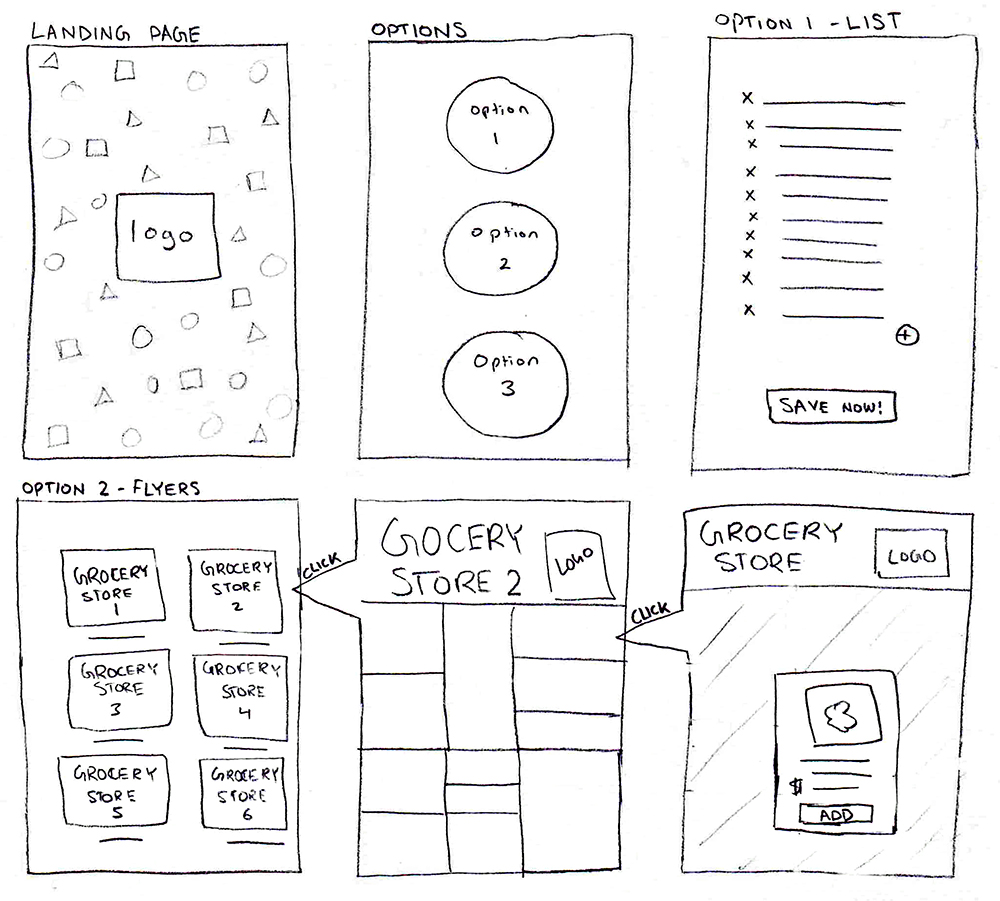 LANDING PAGE
logo
OPTIONS
Option
1
Option
2
Option
3
OPTION 1 - LIST
x
x
x
x
x
x
x
x
x
x
+
SAVE NOW!
OPTION 2 - FLYERS
GROCERY
STORE
1
GROCERY
STORE
2
GROCERY
STORE
3
GROCERY
STORE
4
GROCERY
STORE
5
GROCERY
STORE
6
CLICK
GOCERY
STORE 2
LOGO
CLICK
GROCERY
STORE
LOGO
$
ADD